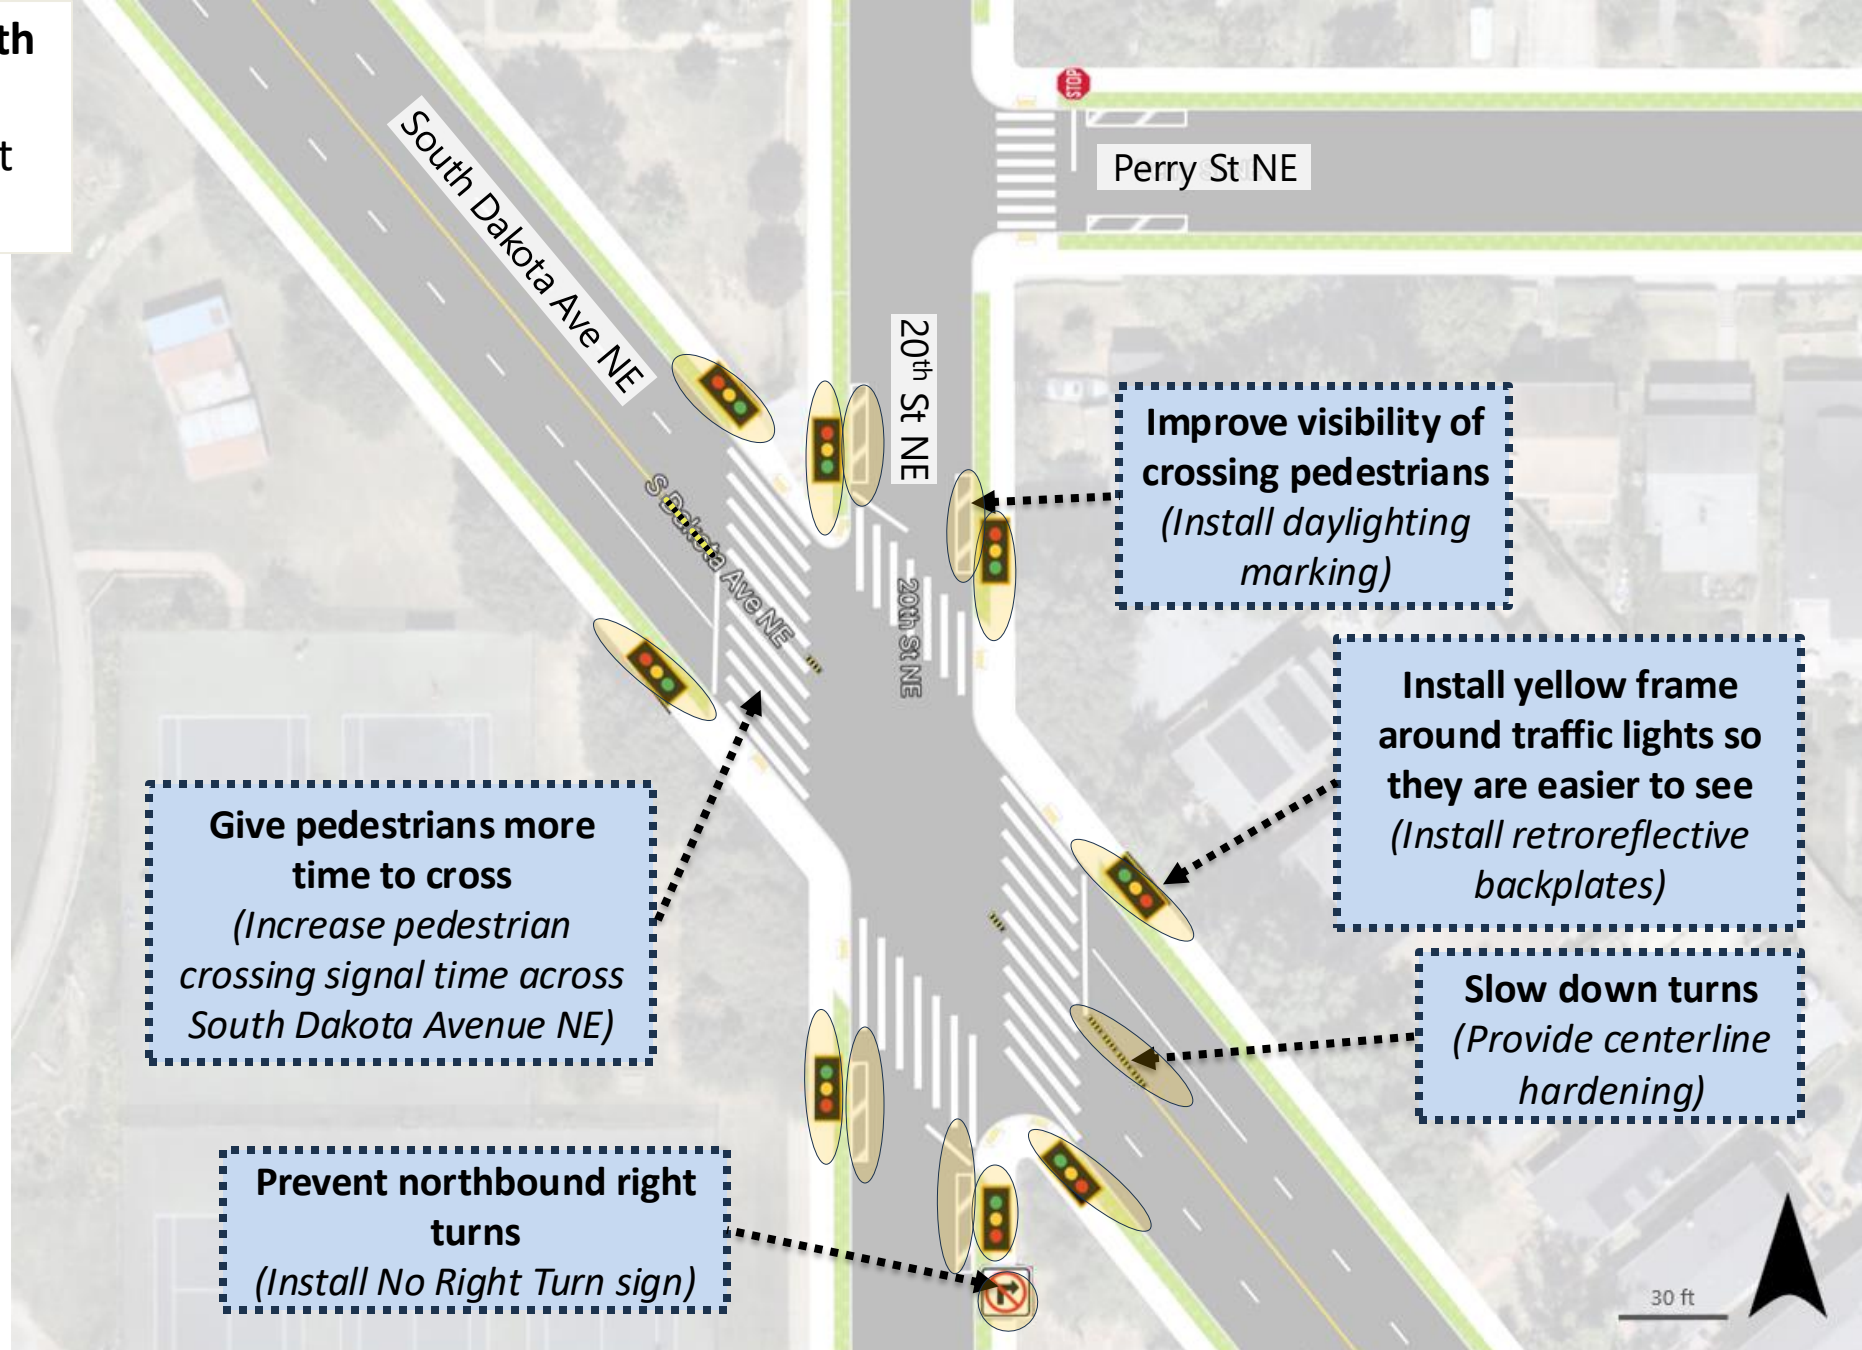 th
t
STOP
South Dakota Ave NE
Perry St NE
20th St NE
S Dakota Ave NE
20th St NE
Improve visibility of
crossing pedestrians
(Install daylighting
marking)
Install yellow frame
around traffic lights so
they are easier to see
(Install retroreflective
backplates)
Give pedestrians more
time to cross
(Increase pedestrian
crossing signal time across
South Dakota Avenue NE)
Slow down turns
(Provide centerline
hardening)
Prevent northbound right
turns
(Install No Right Turn sign)
30 ft